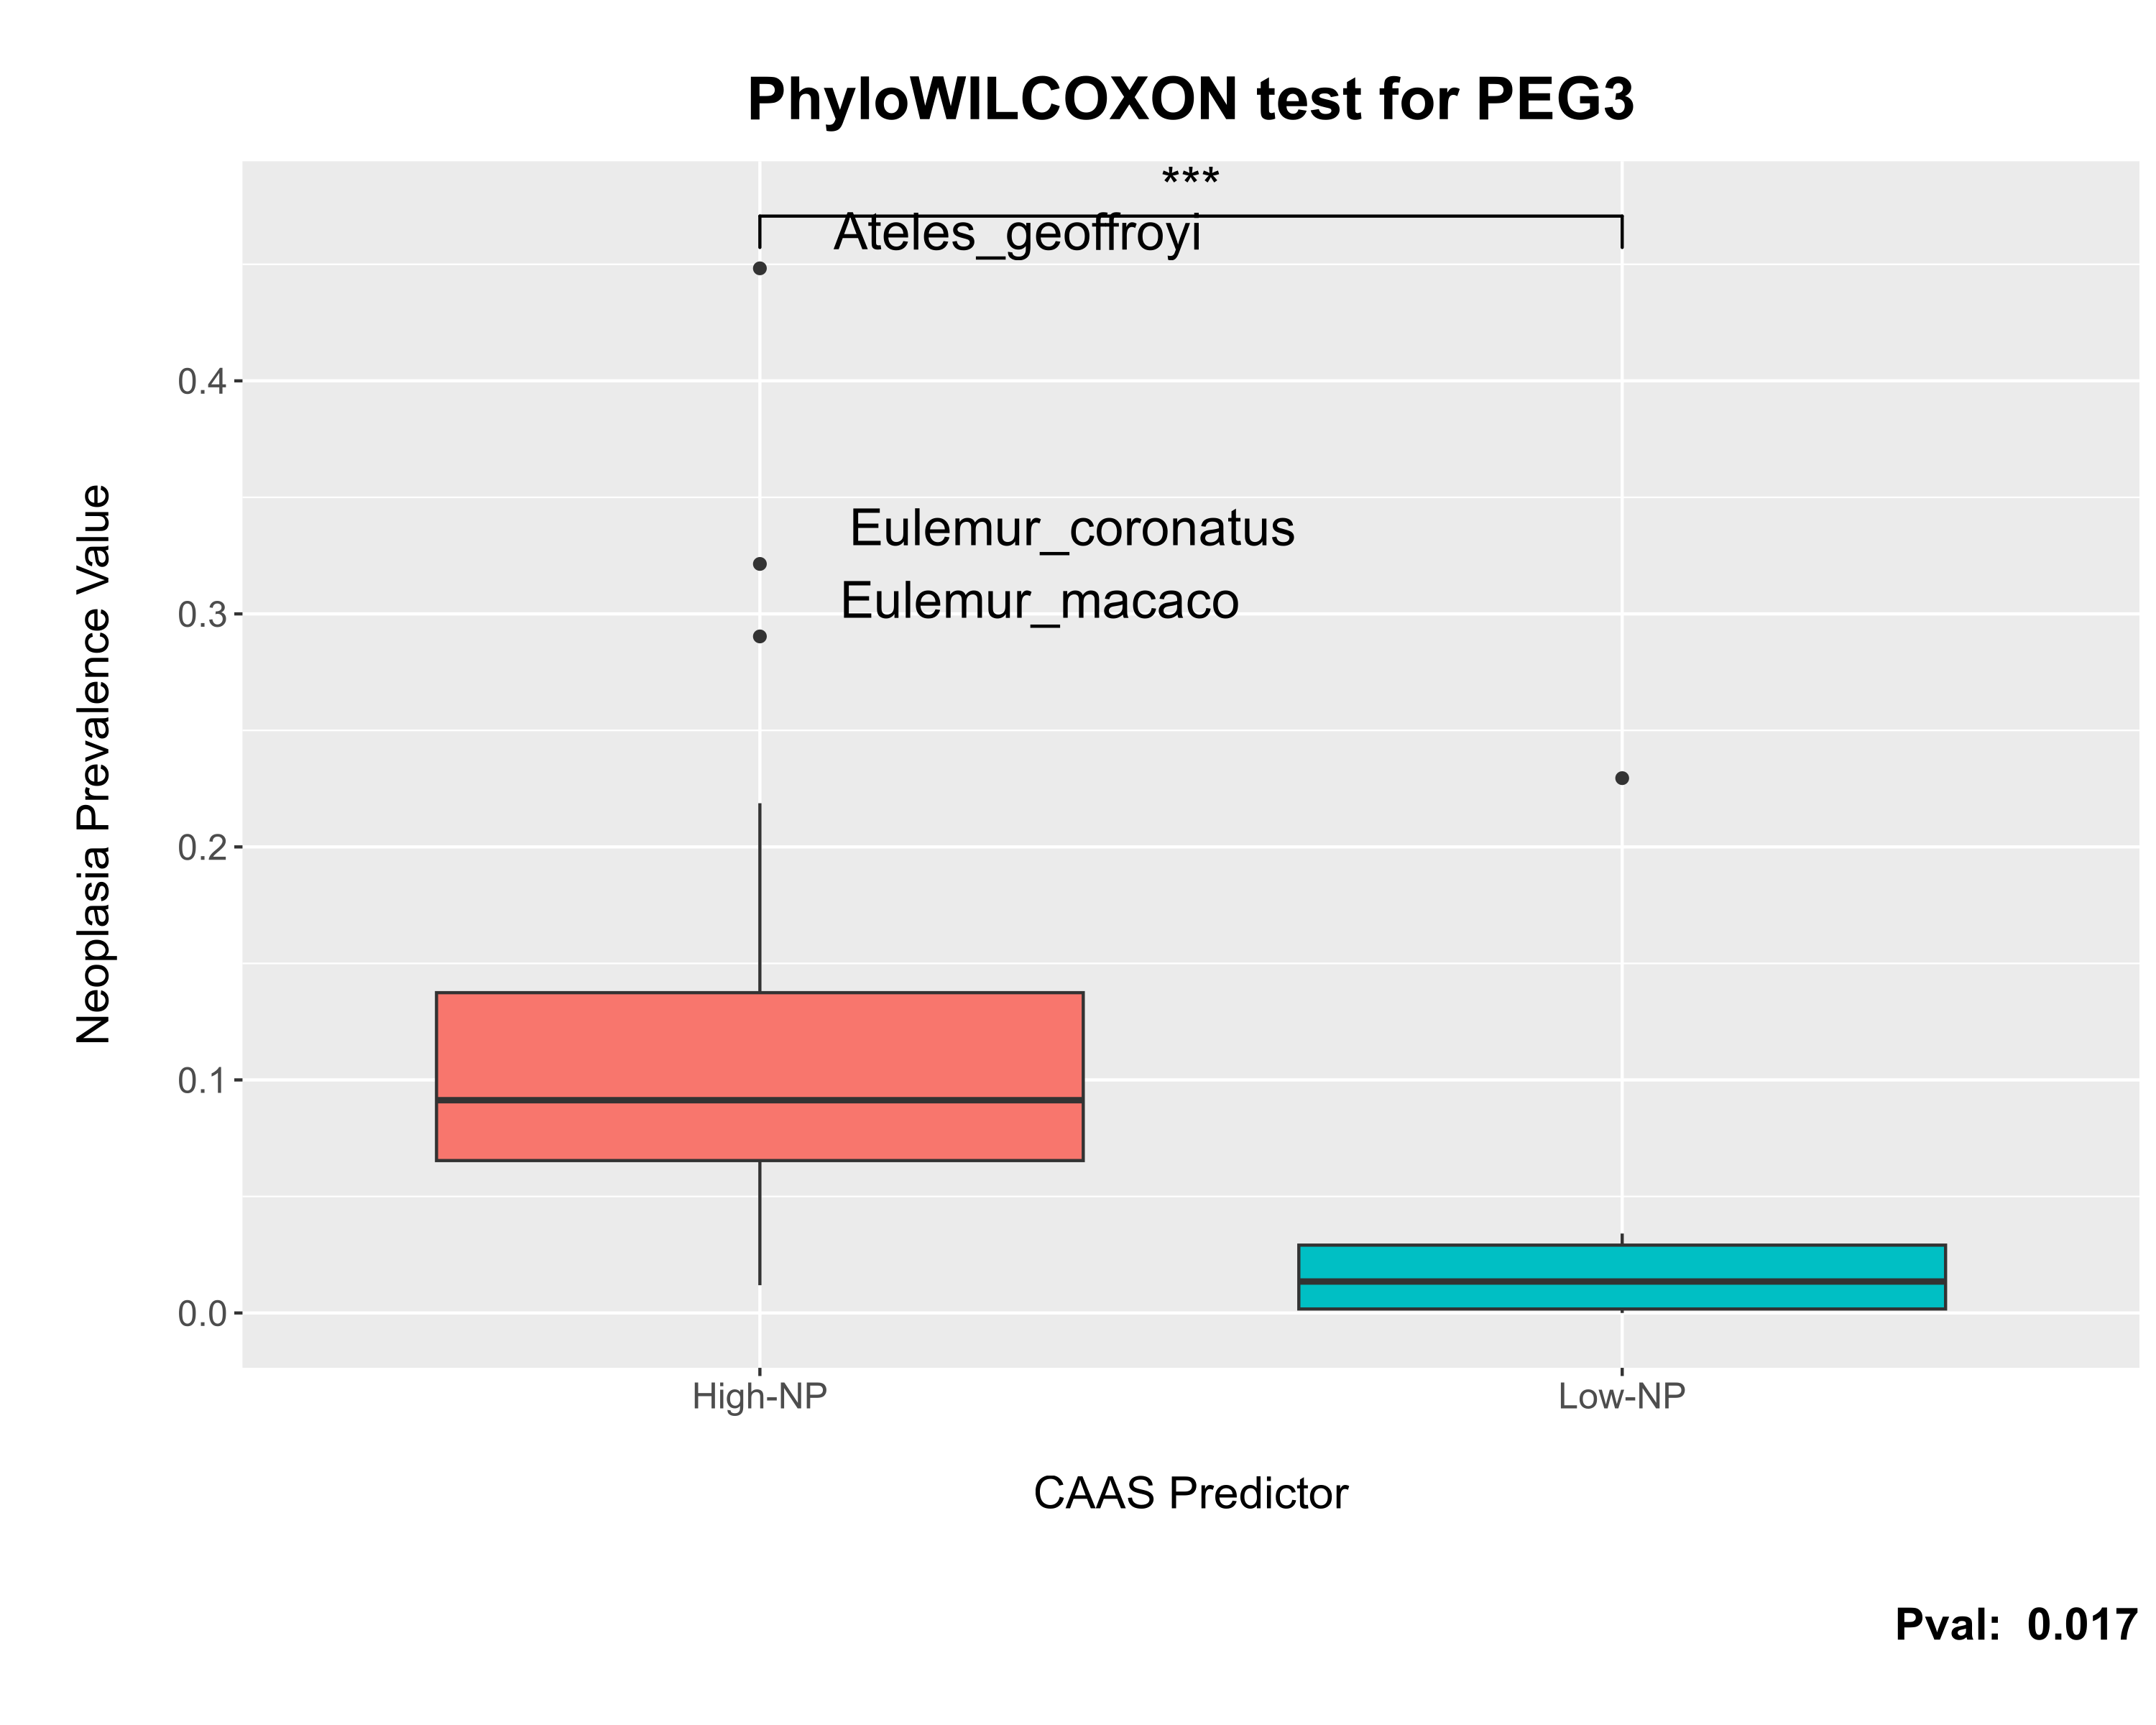 PhyloWILCOXON test for PEG3
***
Ateles_geoffroyi
Eulemur_coronatus
Eulemur_macaco
Neoplasia Prevalence Value
0.4
0.3
0.2
0.1
0.0
High-NP
Low-NP
CAAS Predictor
Pval: 0.017